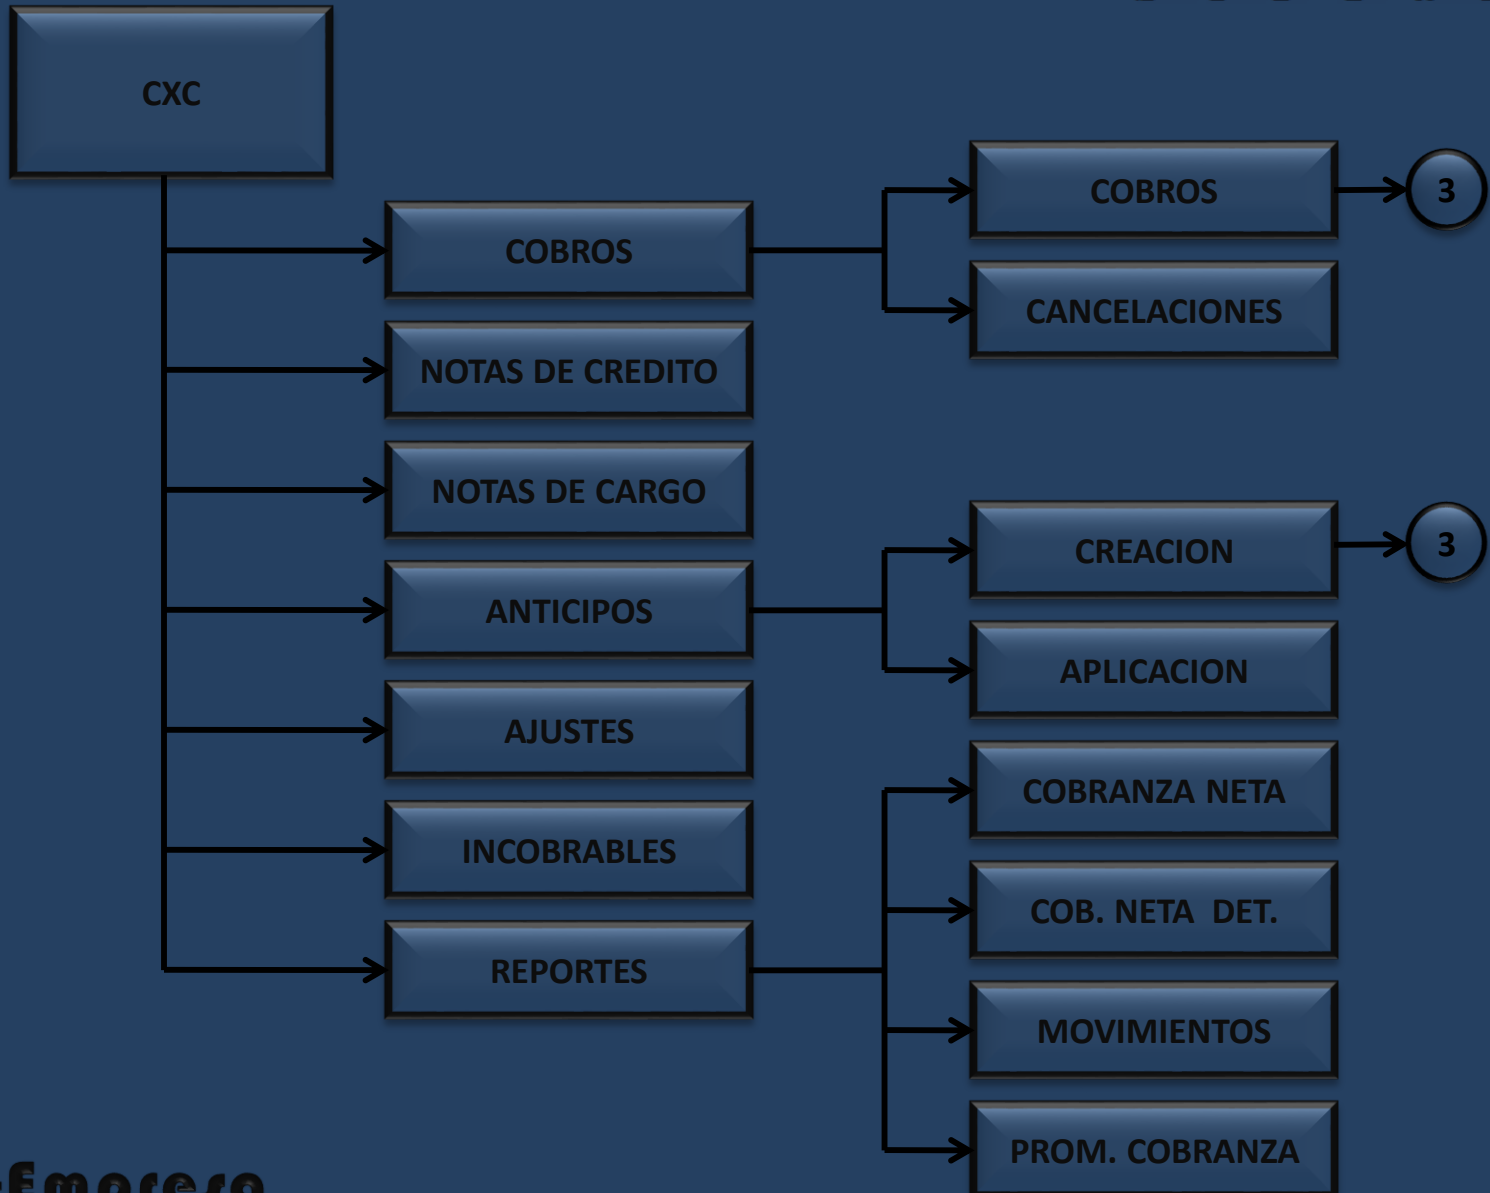 CXC
COBROS
3
COBROS
CANCELACIONES
NOTAS DE CREDITO
NOTAS DE CARGO
CREACION
3
ANTICIPOS
APLICACION
AJUSTES
COBRANZA NETA
INCOBRABLES
COB. NETA DET.
REPORTES
MOVIMIENTOS
PROM. COBRANZA
Empresa